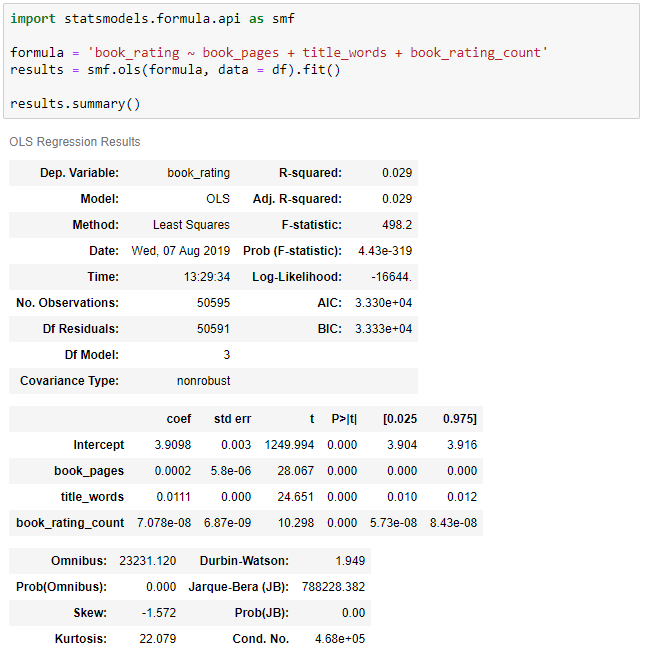 import statsmodels.formula.api as smf
formula = 'book_rating ~ book_pages + title_words + book_rating_count'
results = smf.ols(formula, data = df).fit()
results.summary()
OLS Regression Results
Dep. Variable: book_rating R-squared: 0.029
Model: OLS Adj. R-squared: 0.029
Method: Least Squares F-statistic: 498.2
Date: Wed, 07 Aug 2019 Prob (F-statistic): 4.43e-319
Time: 13:29:34 Log-Likelihood: -16644.
No. Observations: 50595 AIC: 3.330e+04
Df Residuals: 50591 BIC: 3.333e+04
Df Model: 3
Covariance Type: nonrobust
coef std err t P>|t| [0.025 0.975]
Intercept 3.9098 0.003 1249.994 0.000 3.904 3.916
book_pages 0.0002 5.8e-06 28.067 0.000 0.000 0.000
title_words 0.0111 0.000 24.651 0.000 0.010 0.012
book_rating_count 7.078e-08 6.87e-09 10.298 0.000 5.73e-08 8.43e-08
Omnibus: 23231.120 Durbin-Watson: 1.949
Prob(Omnibus): 0.000 Jarque-Bera (JB): 788228.382
Skew: -1.572 Prob(JB): 0.00
Kurtosis: 22.079 Cond. No. 4.68e+05